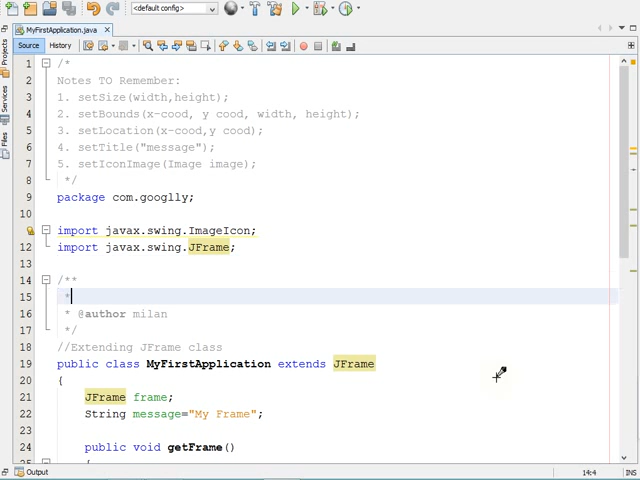 <default config>
MyFirstApplication.java
Source
History
Projects
Services
Files
1 /*
2 Notes TO Remember:
3 1. setSize(width,height);
4 2. setBounds(x-cood, y cood, width, height);
5 3. setLocation(x-cood,y cood);
6 4. setTitle("message");
7 5. setIconImage(Image image);
8 */
9 package com.googlly;
10
import javax.swing.ImageIcon;
12 import javax.swing.JFrame;
13
14 /**
15 *
16 * @author milan
17 */
18 //Extending JFrame class
19 public class MyFirstApplication extends JFrame
20 {
21 JFrame frame;
22 String message="My Frame";
23
24 public void getFrame()
25 {
Output
14:4
INS